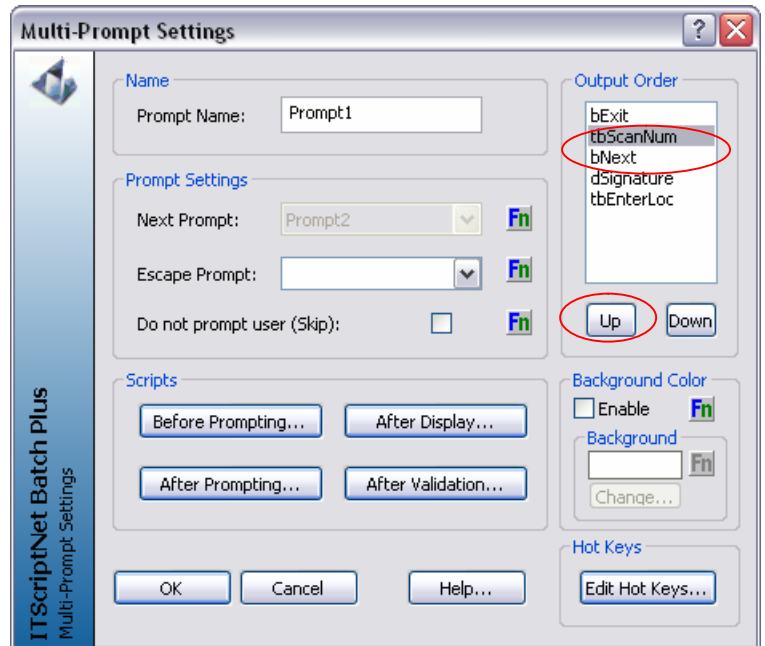 Multi-Prompt Settings
?
X
Name
Prompt Name:
Prompt1
Prompt Settings
Next Prompt:
Prompt2
Fn
Escape Prompt:
Fn
Do not prompt user (Skip):
Fn
Output Order
bExit
tbScanNum
bNext
dSignature
tbEnterLoc
Up
Down
Scripts
Before Prompting...
After Display...
After Prompting...
After Validation...
Background Color
Enable
Fn
Background
Fn
Change...
Hot Keys
Edit Hot Keys...
OK
Cancel
Help...
ITScriptNet Batch Plus
Multi-Prompt Settings